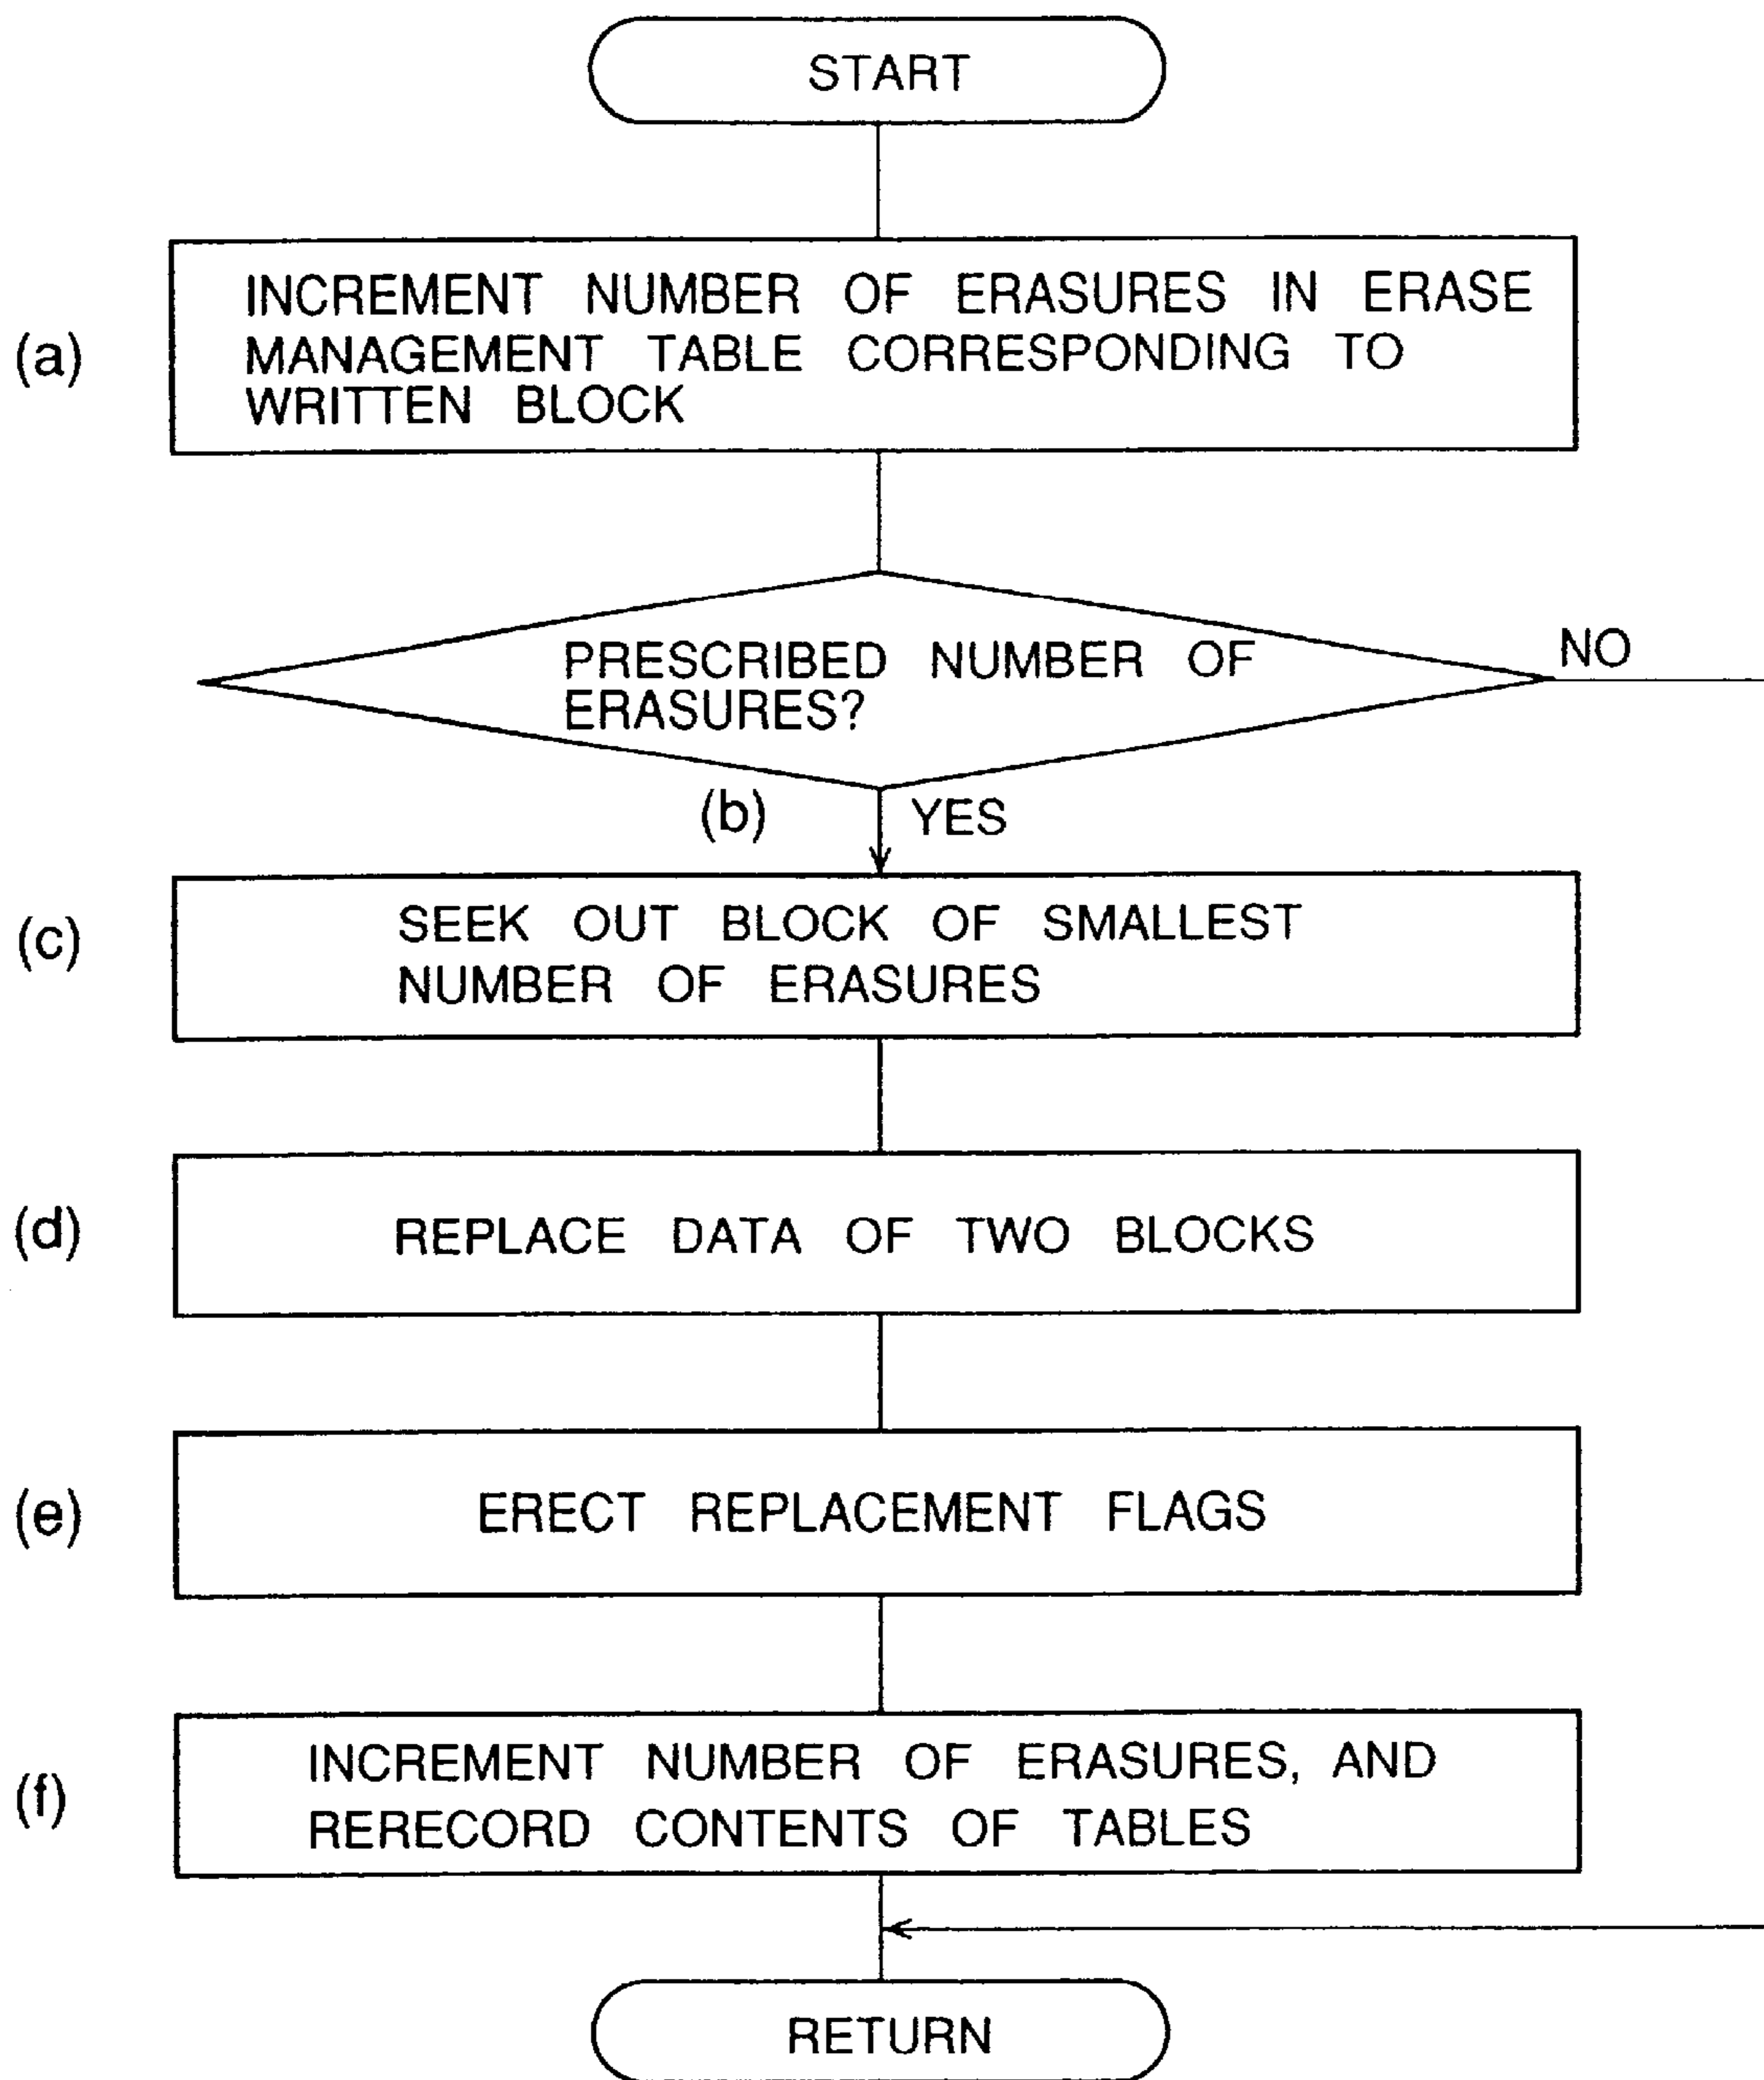 START
(a)
INCREMENT NUMBER OF ERASURES IN ERASE
MANAGEMENT TABLE CORRESPONDING TO
WRITTEN BLOCK
PRESCRIBED NUMBER OF
ERASURES?
NO
(b)
YES
(c)
SEEK OUT BLOCK OF SMALLEST
NUMBER OF ERASURES
(d)
REPLACE DATA OF TWO BLOCKS
(e)
ERECT REPLACEMENT FLAGS
(f)
INCREMENT NUMBER OF ERASURES, AND
RERECORD CONTENTS OF TABLES
RETURN